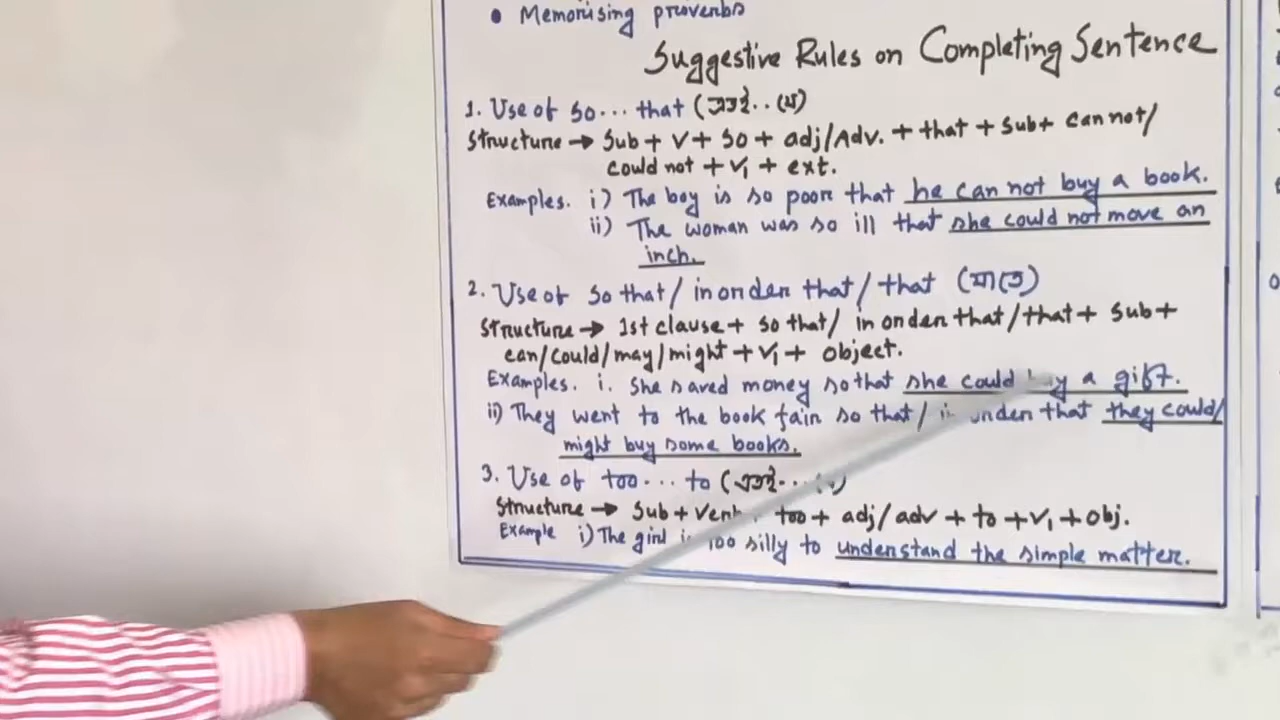 • Memorising proverbs
Suggestive Rules on Completing Sentence
1. Use of so... that (এতই.. যে)
Structure → Sub + V + so + adj/Adv. + that + sub + can not/
could not + V₁ + ext.
Examples. i) The boy is so poor that he can not buy a book.
ii) The woman was so ill that she could not move an
inch.
2. Use of so that/ in order that/ that (যাতে)
Structure → 1st clause + so that/ in order that/that + sub +
can/could/may/might + V₁ + object.
Examples. i. She saved money so that she could buy a gift.
ii) They went to the book fair so that/ in order that they could/
might buy some books.
3. Use of too... to (এতই...
Structure → Sub + Verb + too + adj/adv + to + V₁ + obj.
Example i) The girl is too silly to understand the simple matter.